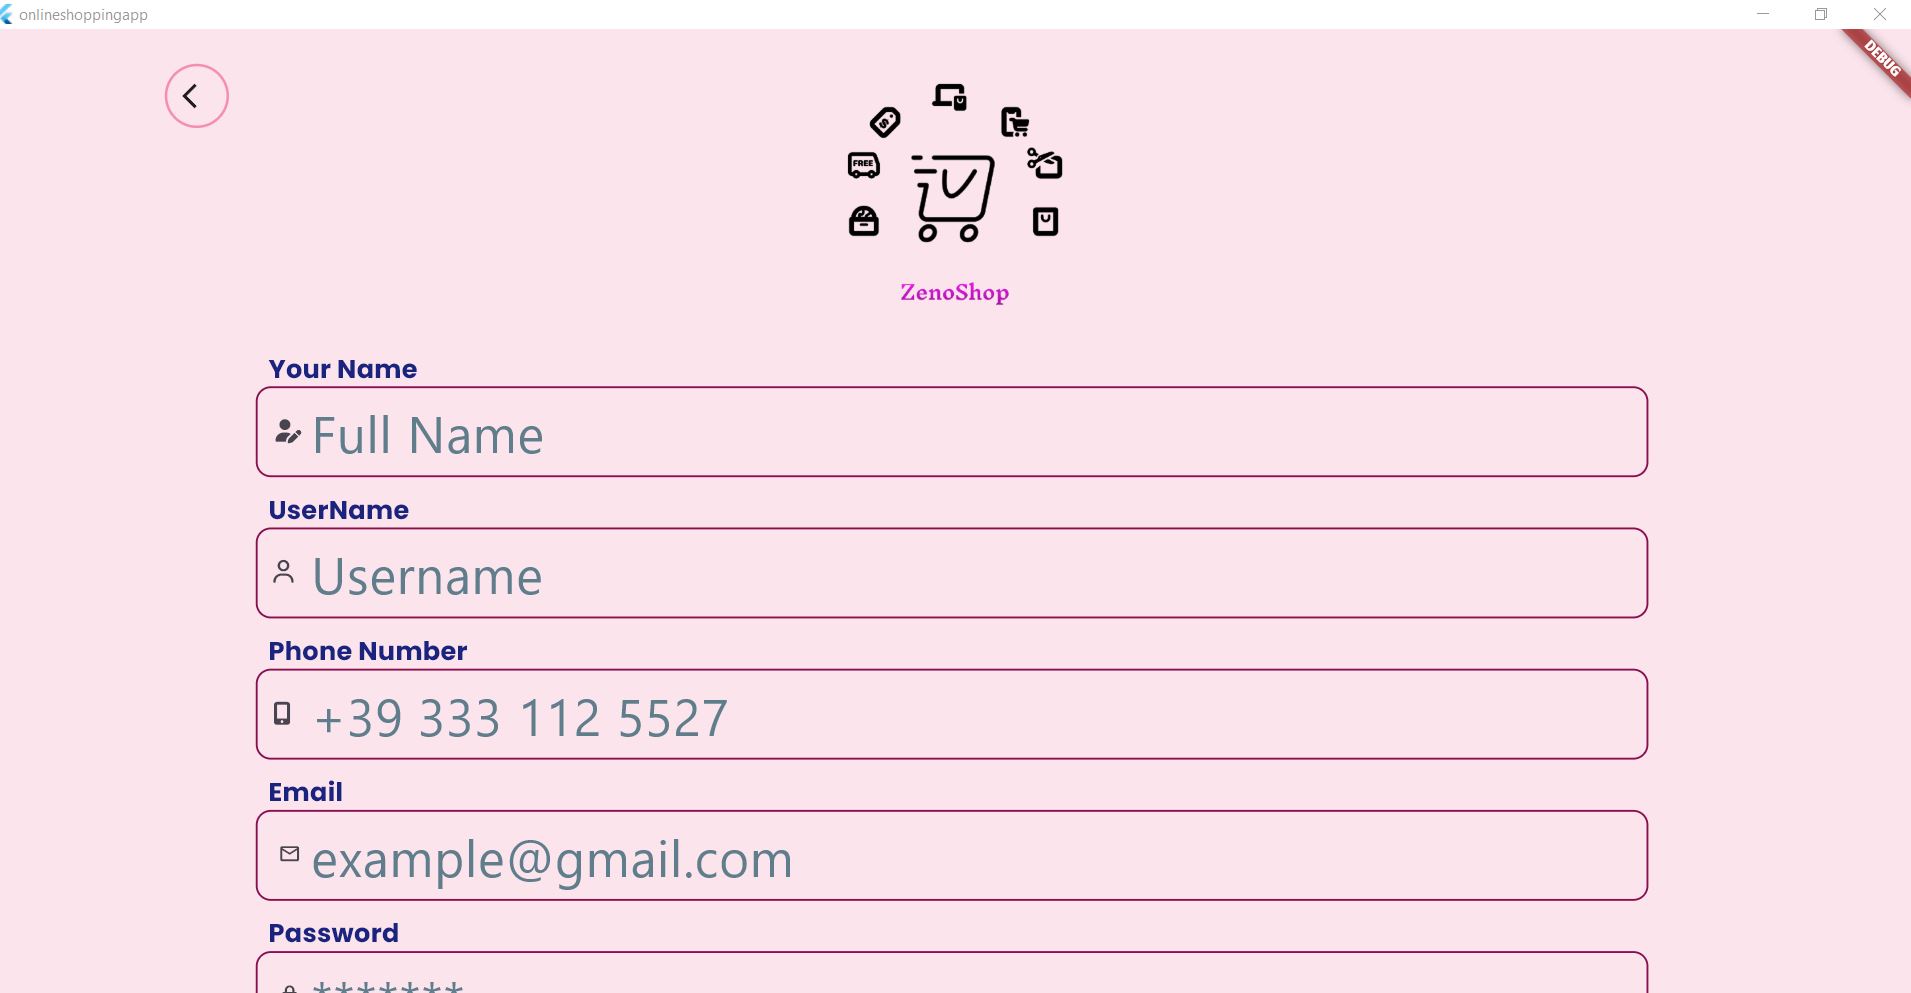 onlineshoppingapp
DEBUG
$
FREE
ZenoShop
Your Name
Full Name
UserName
Username
Phone Number
+39 333 112 5527
Email
example@gmail.com
Password
*******